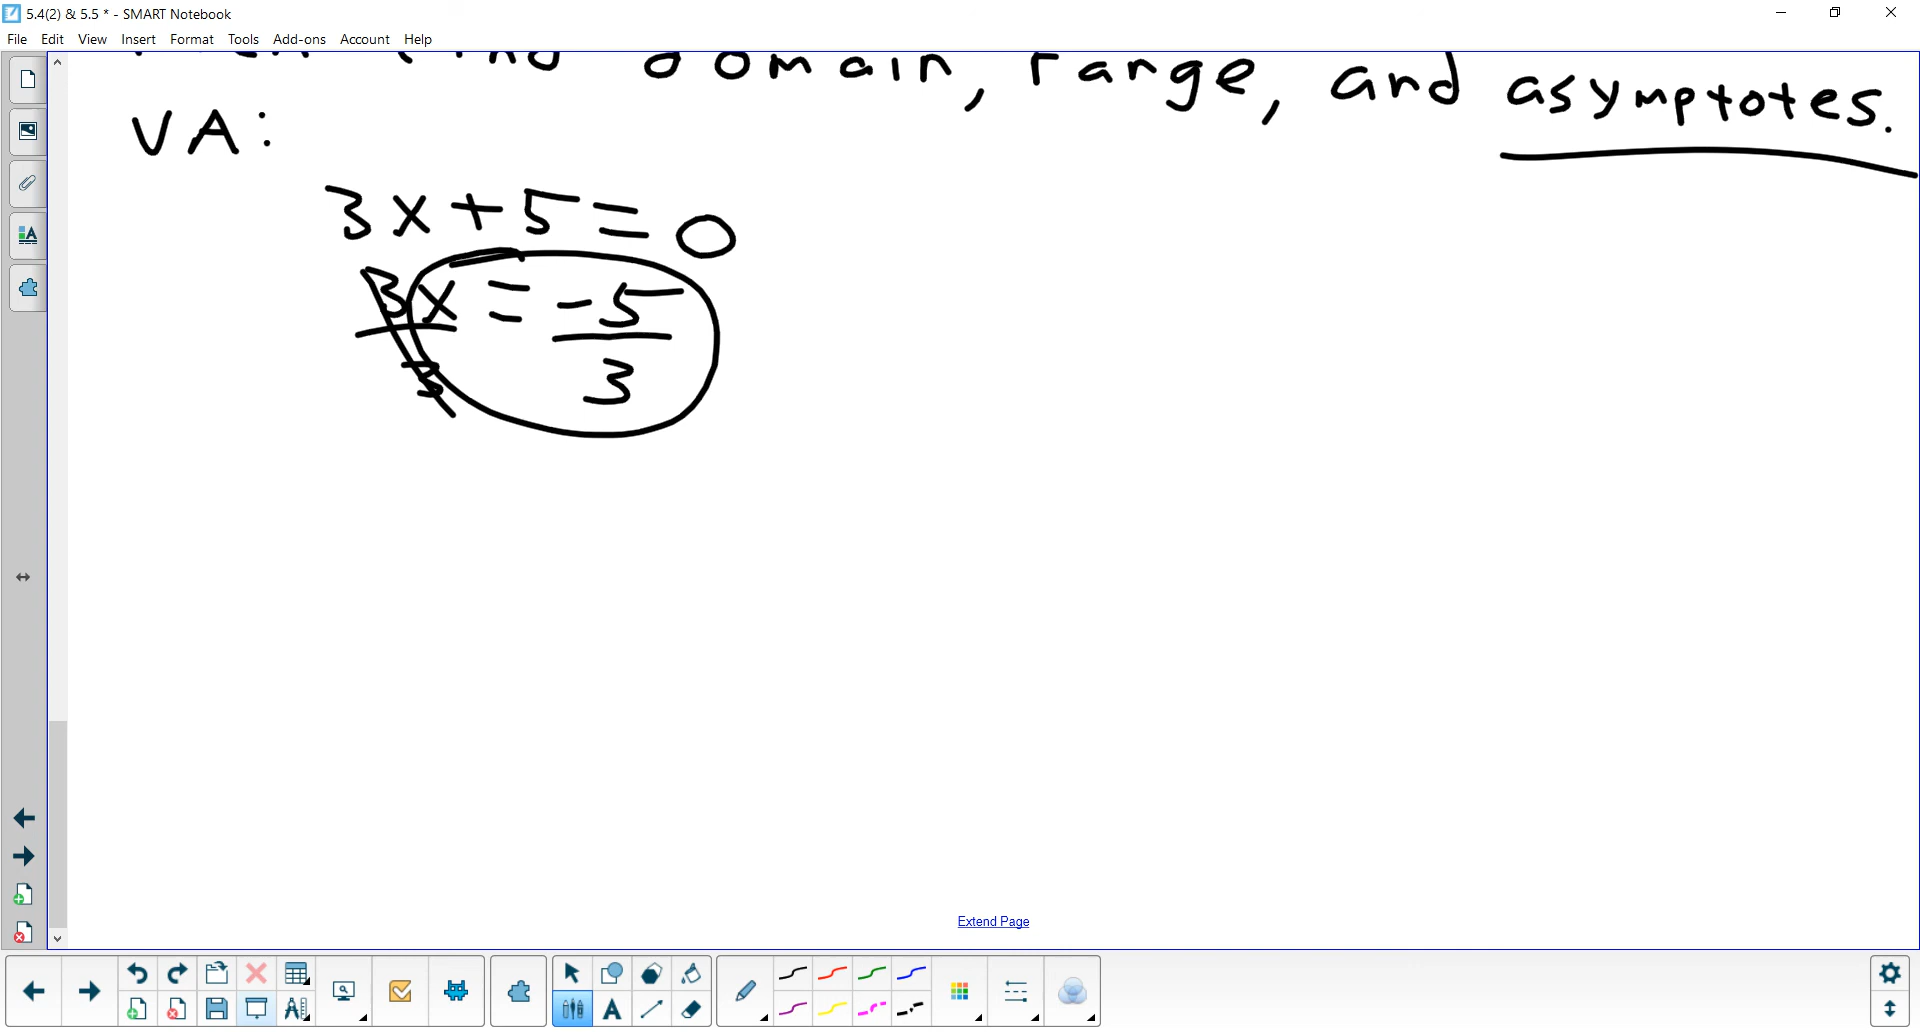 5.4(2) & 5.5 * - SMART Notebook
File Edit View Insert Format Tools Add-ons Account Help
find domain, range, and asymptotes.
VA:
3x+5=0
3x = -5
3 3
Extend Page